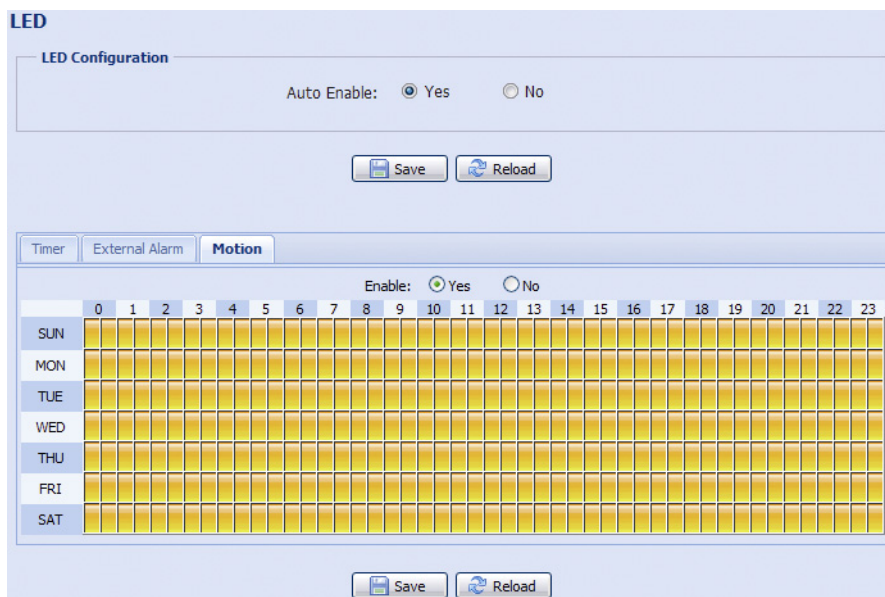 LED
LED Configuration
Auto Enable: Yes No
Save Reload
Timer External Alarm Motion
Enable: Yes No
0 1 2 3 4 5 6 7 8 9 10 11 12 13 14 15 16 17 18 19 20 21 22 23
SUN
MON
TUE
WED
THU
FRI
SAT
Save Reload